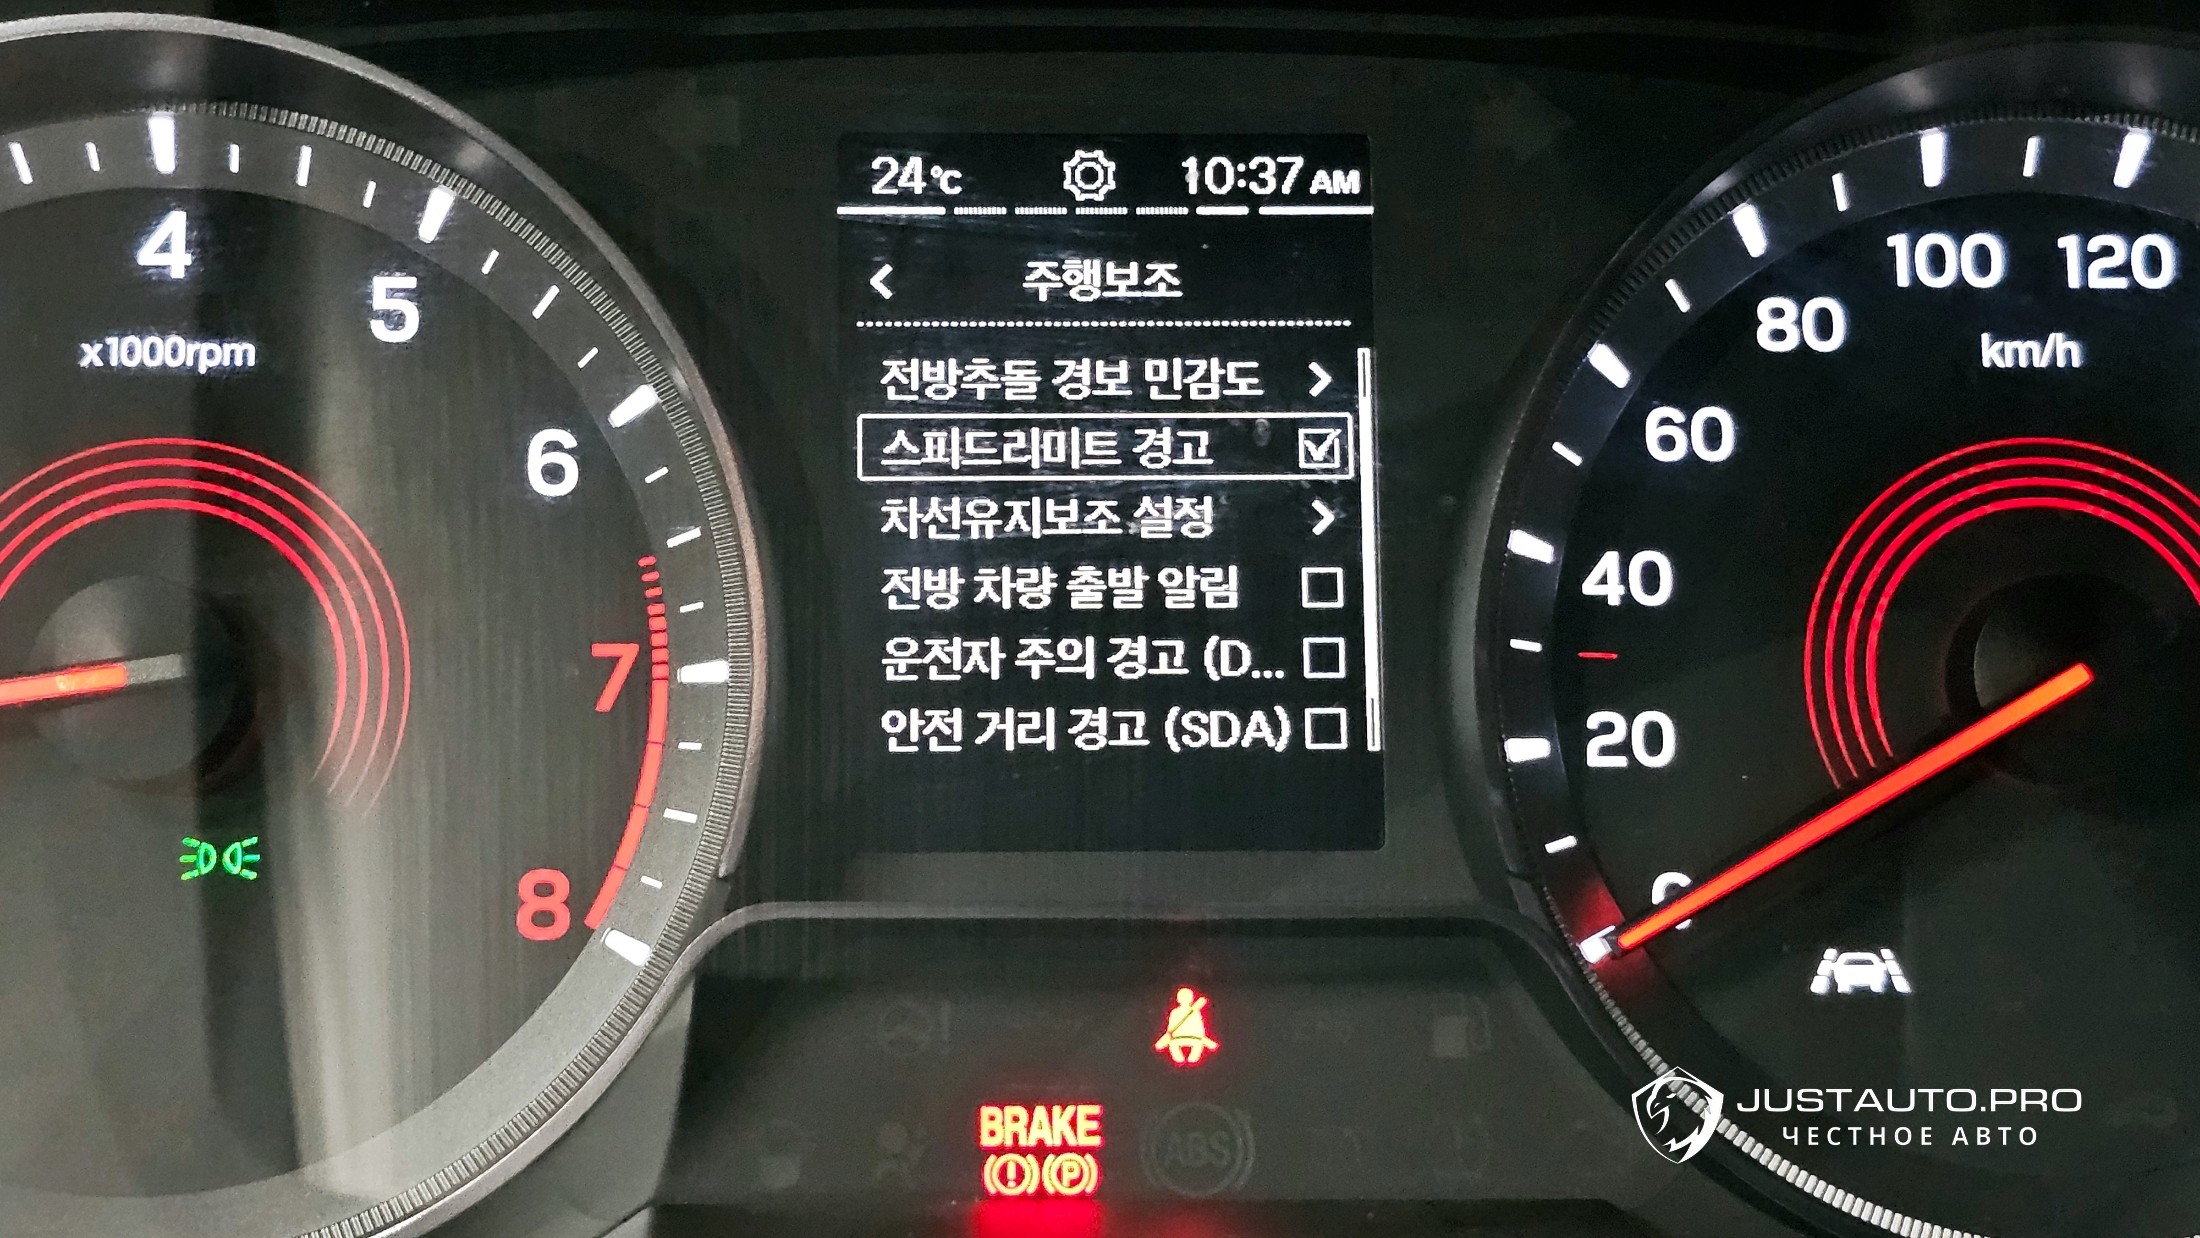 24°C 10:37 AM
주행보조
전방추돌 경보 민감도
스피드리미트 경고
차선유지보조 설정
전방 차량 출발 알림
운전자 주의 경고 (D...
안전 거리 경고 (SDA)
4
5
x1000rpm
6
7
8
120
100
80
km/h
60
40
20
0
BRAKE
P
ABS
JUSTAUTO.PRO
ЧЕСТНОЕ АВТО